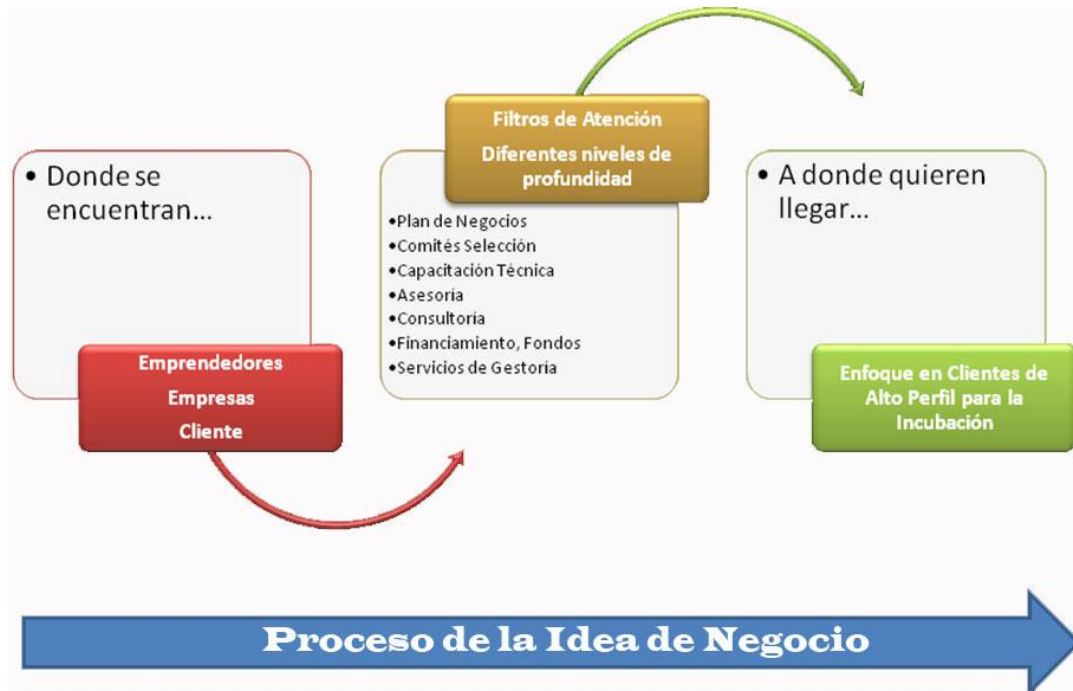 • Donde se
encuentran...
Emprendedores
Empresas
Cliente
Filtros de Atención
Diferentes niveles de
profundidad
•Plan de Negocios
•Comités Selección
•Capacitación Técnica
•Asesoría
•Consultoría
•Financiamiento, Fondos
•Servicios de Gestoría
• A donde quieren
llegar...
Enfoque en Clientes de
Alto Perfil para la
Incubación
Proceso de la Idea de Negocio